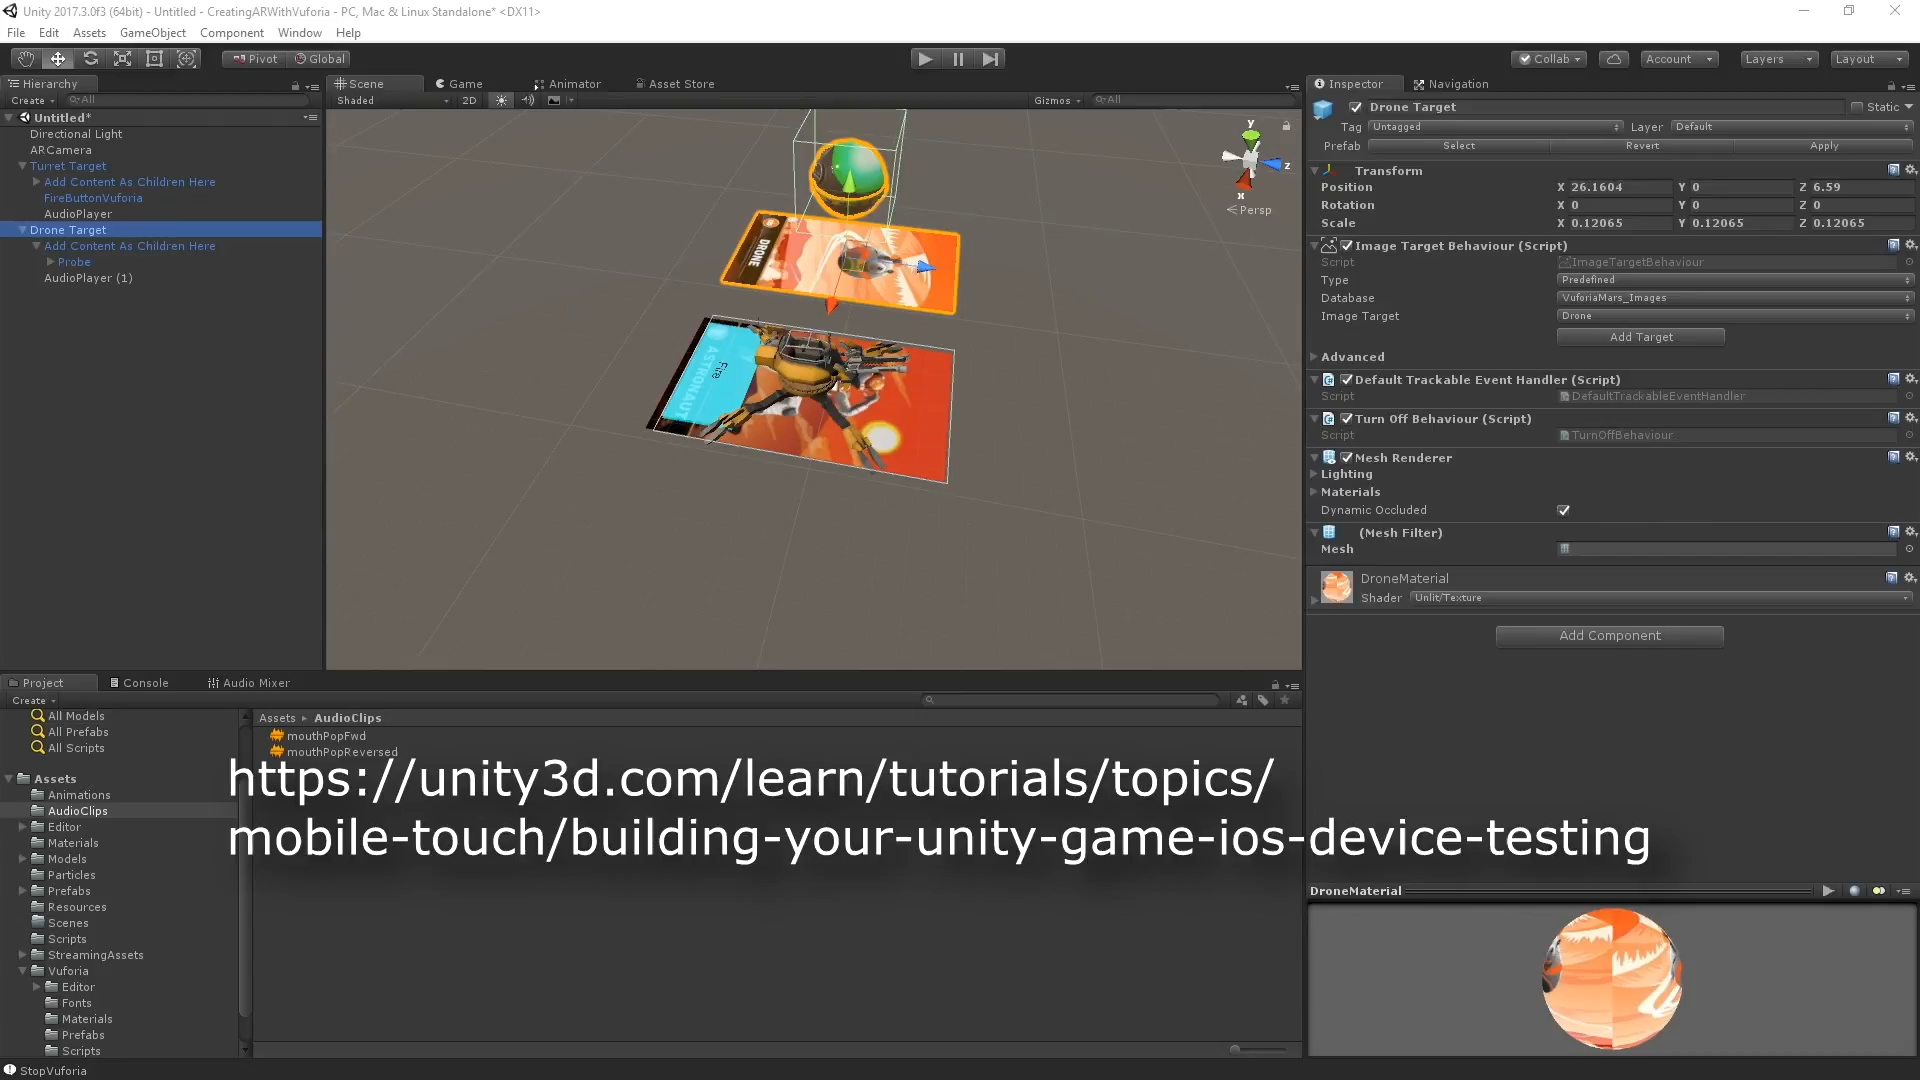 Unity 2017.3.0f3 (64bit) - Untitled - CreatingARWithVuforia - PC, Mac & Linux Standalone* <DX11>
File Edit Assets GameObject Component Window Help
Pivot Global Collab Account Layers Layout
Hierarchy
Create All
Untitled*
Directional Light
ARCamera
Turret Target
Add Content As Children Here
FireButtonVuforia
AudioPlayer
Drone Target
Add Content As Children Here
Probe
AudioPlayer (1)
Scene Game Animator Asset Store
Shaded 2D Gizmos All
y
z
x
Persp
DRONE
ASTRONAUT
Fire
Inspector Navigation
Drone Target Static
Tag Untagged Layer Default
Prefab Select Revert Apply
Transform
Position X 26.1604 Y 0 Z 6.59
Rotation X 0 Y 0 Z 0
Scale X 0.12065 Y 0.12065 Z 0.12065
Image Target Behaviour (Script)
Script ImageTargetBehaviour
Type Predefined
Database VuforiaMars_Images
Image Target Drone
Add Target
Advanced
Default Trackable Event Handler (Script)
Script DefaultTrackableEventHandler
Turn Off Behaviour (Script)
Script TurnOffBehaviour
Mesh Renderer
Lighting
Materials
Dynamic Occluded
(Mesh Filter)
Mesh
DroneMaterial
Shader Unlit/Texture
Add Component
Project Console Audio Mixer
Create
All Models
All Prefabs
All Scripts
Assets
Animations
AudioClips
Editor
Materials
Models
Particles
Prefabs
Resources
Scenes
Scripts
StreamingAssets
Vuforia
Editor
Fonts
Materials
Prefabs
Scripts
Assets AudioClips
mouthPopFwd
mouthPopReversed
https://unity3d.com/learn/tutorials/topics/
mobile-touch/building-your-unity-game-ios-device-testing
DroneMaterial
StopVuforia